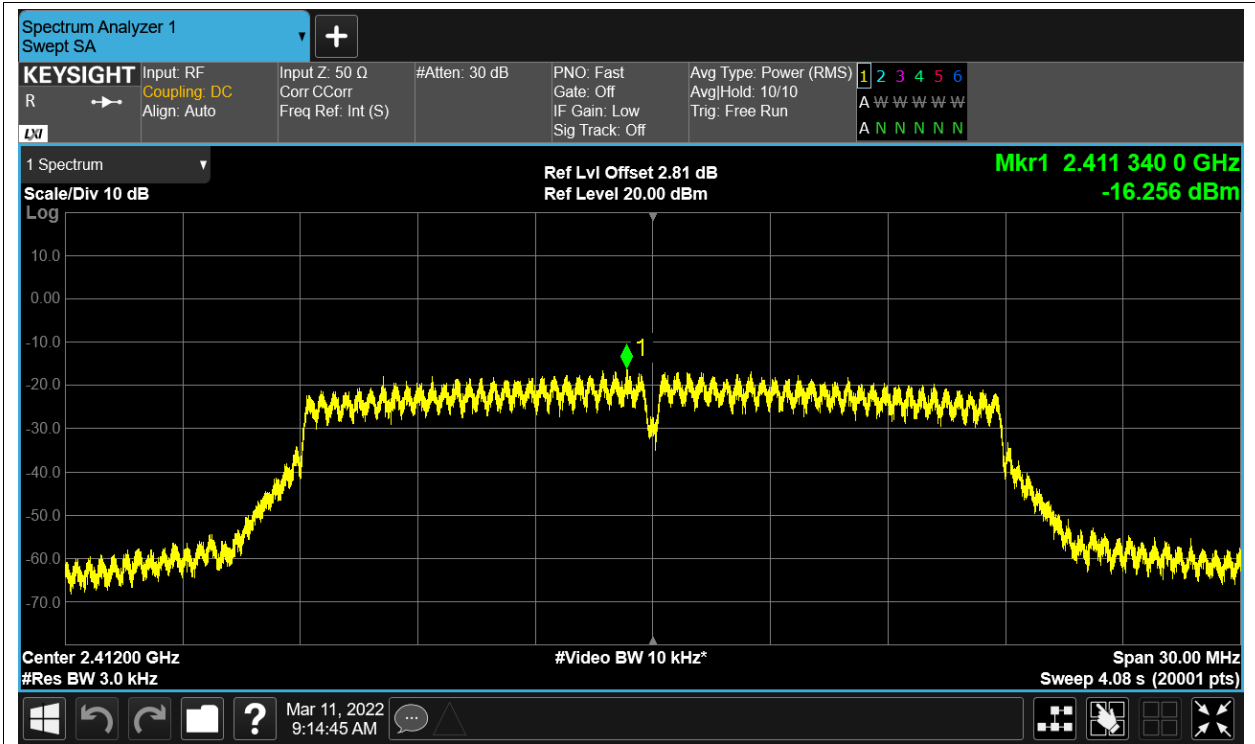 Spectrum Analyzer 1
Swept SA
KEYSIGHT
R
LXI
Input: RF
Coupling: DC
Align: Auto
Input Z: 50 Ω
Corr CCorr
Freq Ref: Int (S)
#Atten: 30 dB
PNO: Fast
Gate: Off
IF Gain: Low
Sig Track: Off
Avg Type: Power (RMS)
Avg|Hold: 10/10
Trig: Free Run
1 2 3 4 5 6
A W W W W W
A N N N N N
1 Spectrum
Scale/Div 10 dB
Log
Ref Lvl Offset 2.81 dB
Ref Level 20.00 dBm
Mkr1 2.411 340 0 GHz
-16.256 dBm
10.0
0.00
-10.0
1
-20.0
-30.0
-40.0
-50.0
-60.0
-70.0
Center 2.41200 GHz
#Res BW 3.0 kHz
#Video BW 10 kHz*
Span 30.00 MHz
Sweep 4.08 s (20001 pts)
?
Mar 11, 2022
9:14:45 AM